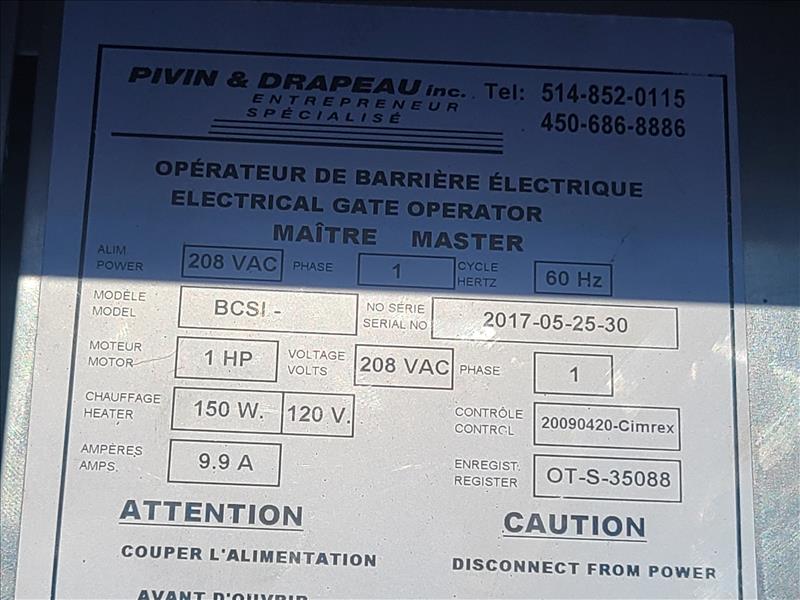 PIVIN & DRAPEAU inc. Tel: 514-852-0115
ENTREPRENEUR
SPÉCIALISÉ
450-686-8886
OPÉRATEUR DE BARRIÈRE ÉLECTRIQUE
ELECTRICAL GATE OPERATOR
MAÎTRE MASTER
ALIM
POWER
208 VAC
PHASE
1
CYCLE
HERTZ
60 Hz
MODÈLE
MODEL
BCSI -
NO SÉRIE
SERIAL NO
2017-05-25-30
MOTEUR
MOTOR
1 HP
VOLTAGE
VOLTS
208 VAC
PHASE
1
CHAUFFAGE
HEATER
150 W.
120 V.
CONTRÔLE
CONTROL
20090420-Cimrex
AMPÈRES
AMPS.
9.9 A
ENREGIST.
REGISTER
OT-S-35088
ATTENTION
COUPER L'ALIMENTATION
AVANT D'OUVRIR
CAUTION
DISCONNECT FROM POWER